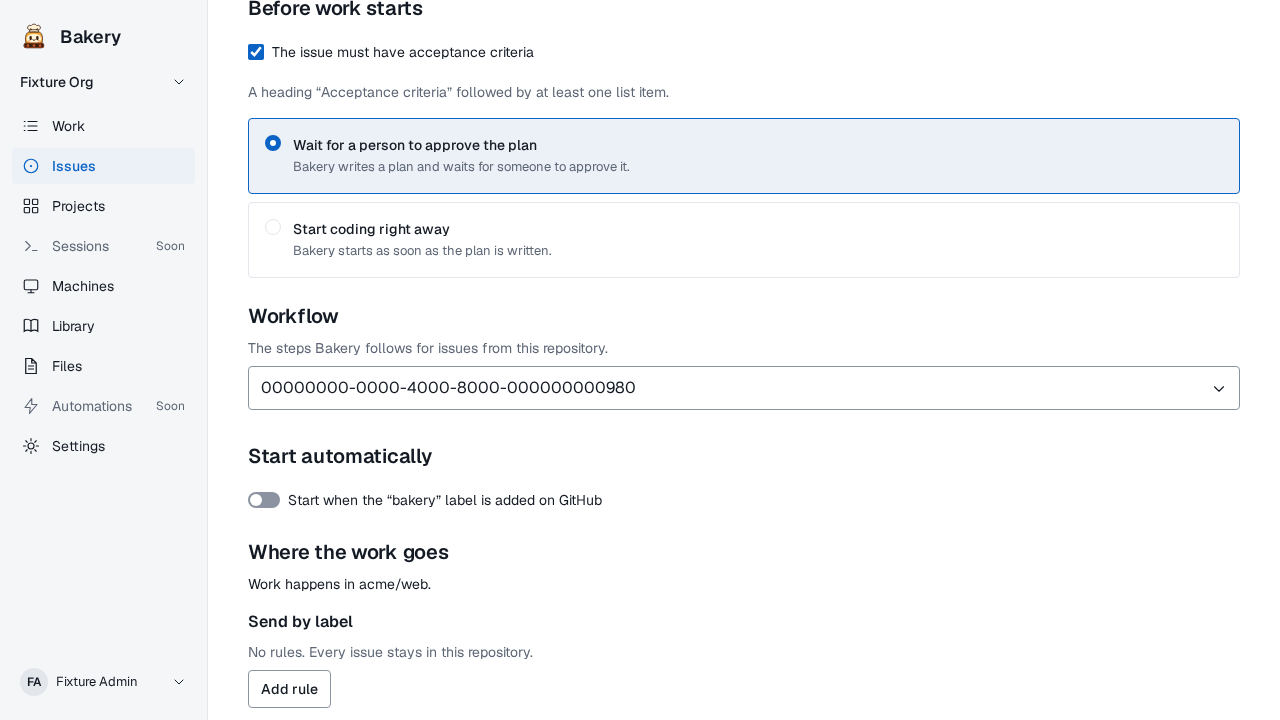 Bakery
Fixture Org
Work
Issues
Projects
Sessions Soon
Machines
Library
Files
Automations Soon
Settings
FA Fixture Admin
Before work starts
The issue must have acceptance criteria
A heading “Acceptance criteria” followed by at least one list item.
Wait for a person to approve the plan
Bakery writes a plan and waits for someone to approve it.
Start coding right away
Bakery starts as soon as the plan is written.
Workflow
The steps Bakery follows for issues from this repository.
00000000-0000-4000-8000-000000000980
Start automatically
Start when the “bakery” label is added on GitHub
Where the work goes
Work happens in acme/web.
Send by label
No rules. Every issue stays in this repository.
Add rule